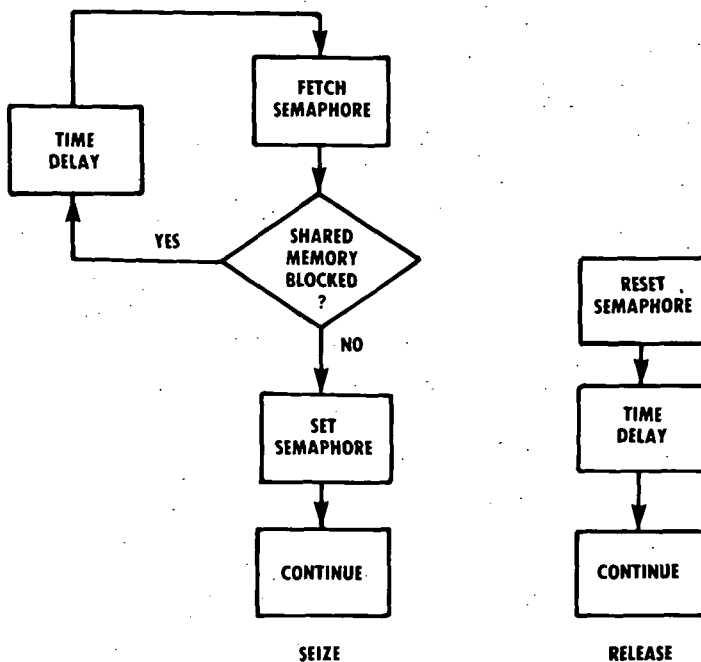 FETCH
SEMAPHORE
TIME
DELAY
YES
SHARED
MEMORY
BLOCKED
?
NO
SET
SEMAPHORE
CONTINUE
SEIZE
RESET
SEMAPHORE
TIME
DELAY
CONTINUE
RELEASE